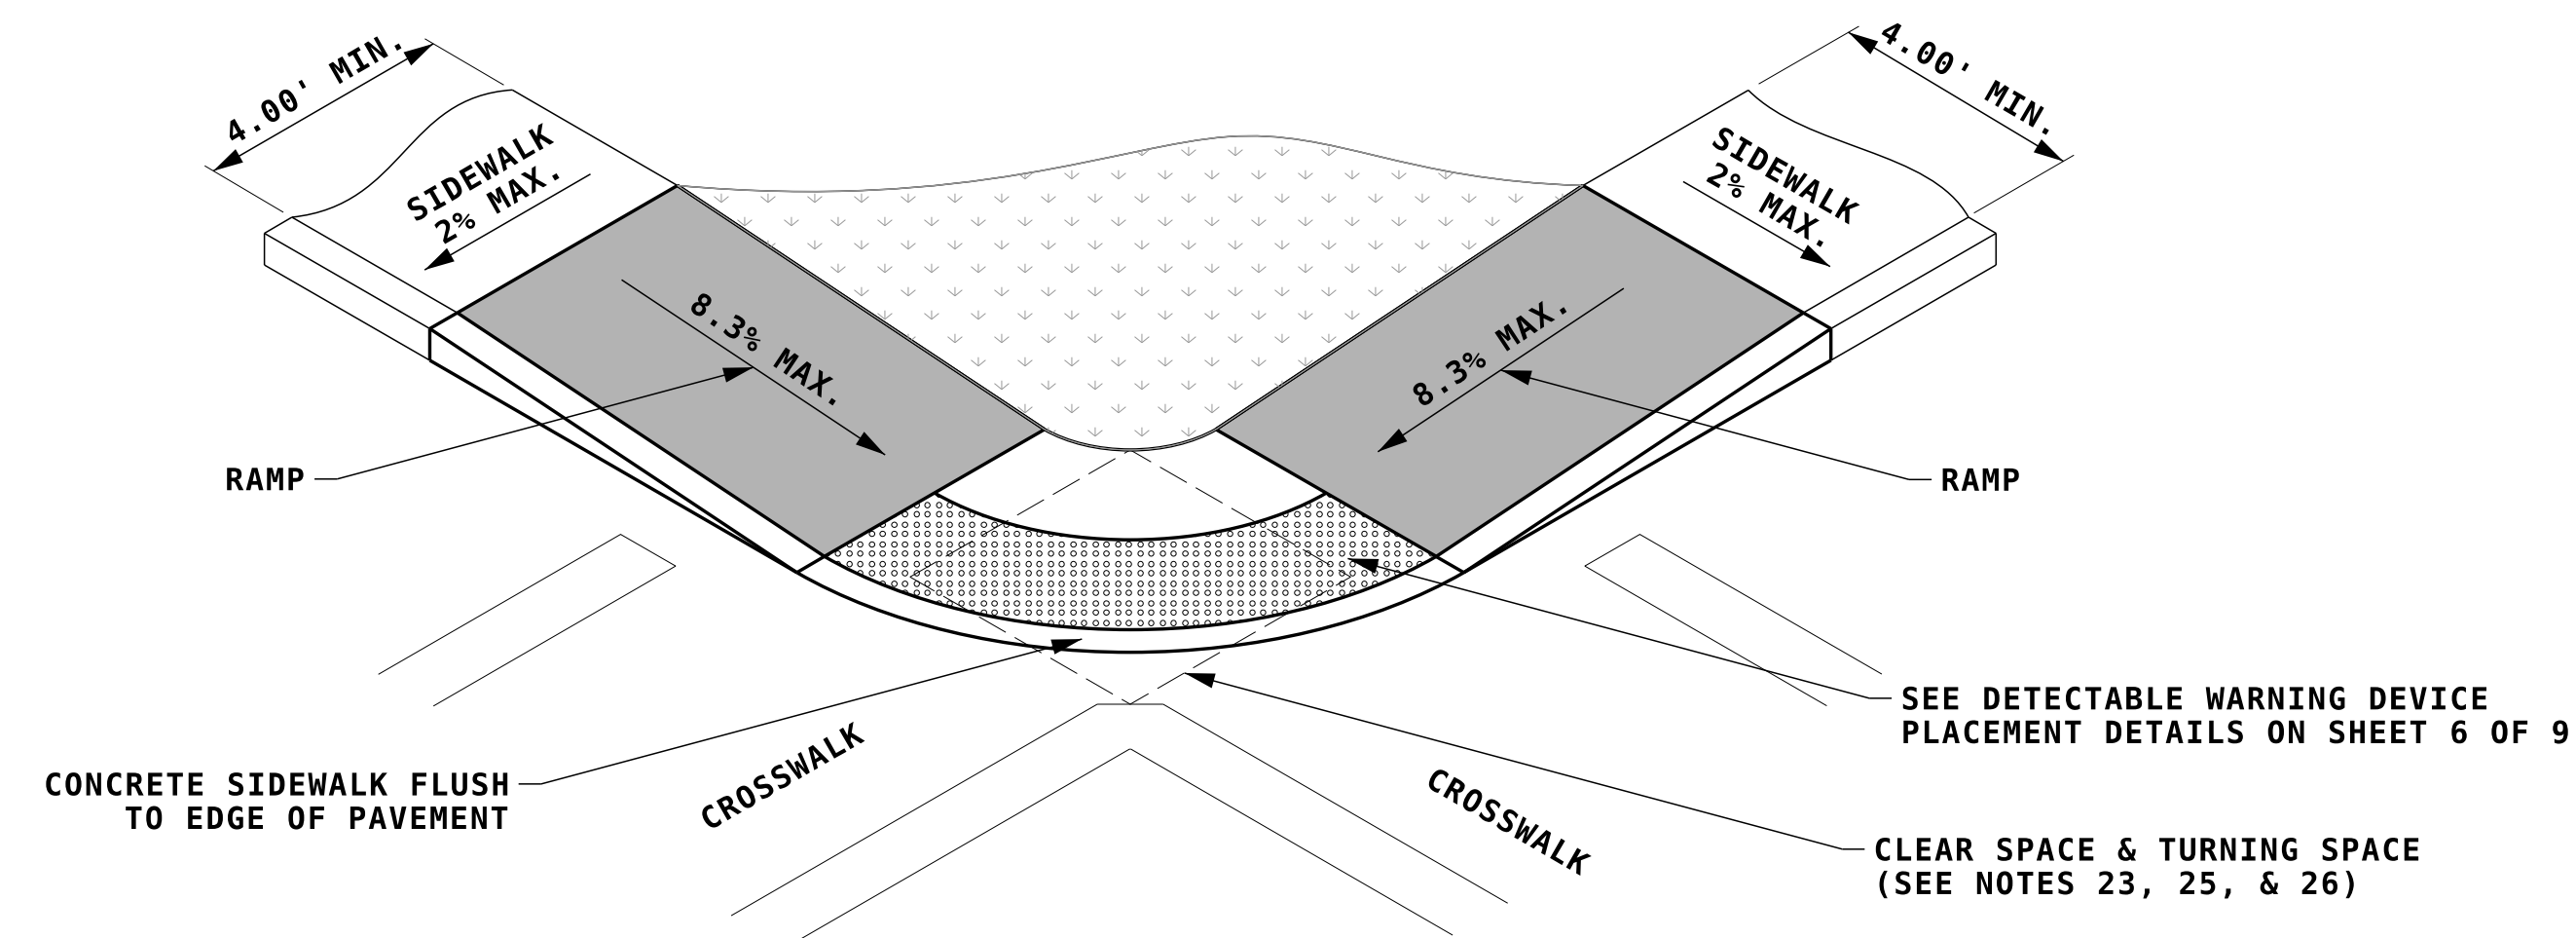 4.00' MIN.
4.00' MIN.
SIDEWALK
2% MAX.
SIDEWALK
2% MAX.
8.3% MAX.
8.3% MAX.
RAMP
RAMP
SEE DETECTABLE WARNING DEVICE
PLACEMENT DETAILS ON SHEET 6 OF 9
CONCRETE SIDEWALK FLUSH
TO EDGE OF PAVEMENT
CROSSWALK
CROSSWALK
CLEAR SPACE & TURNING SPACE
(SEE NOTES 23, 25, & 26)